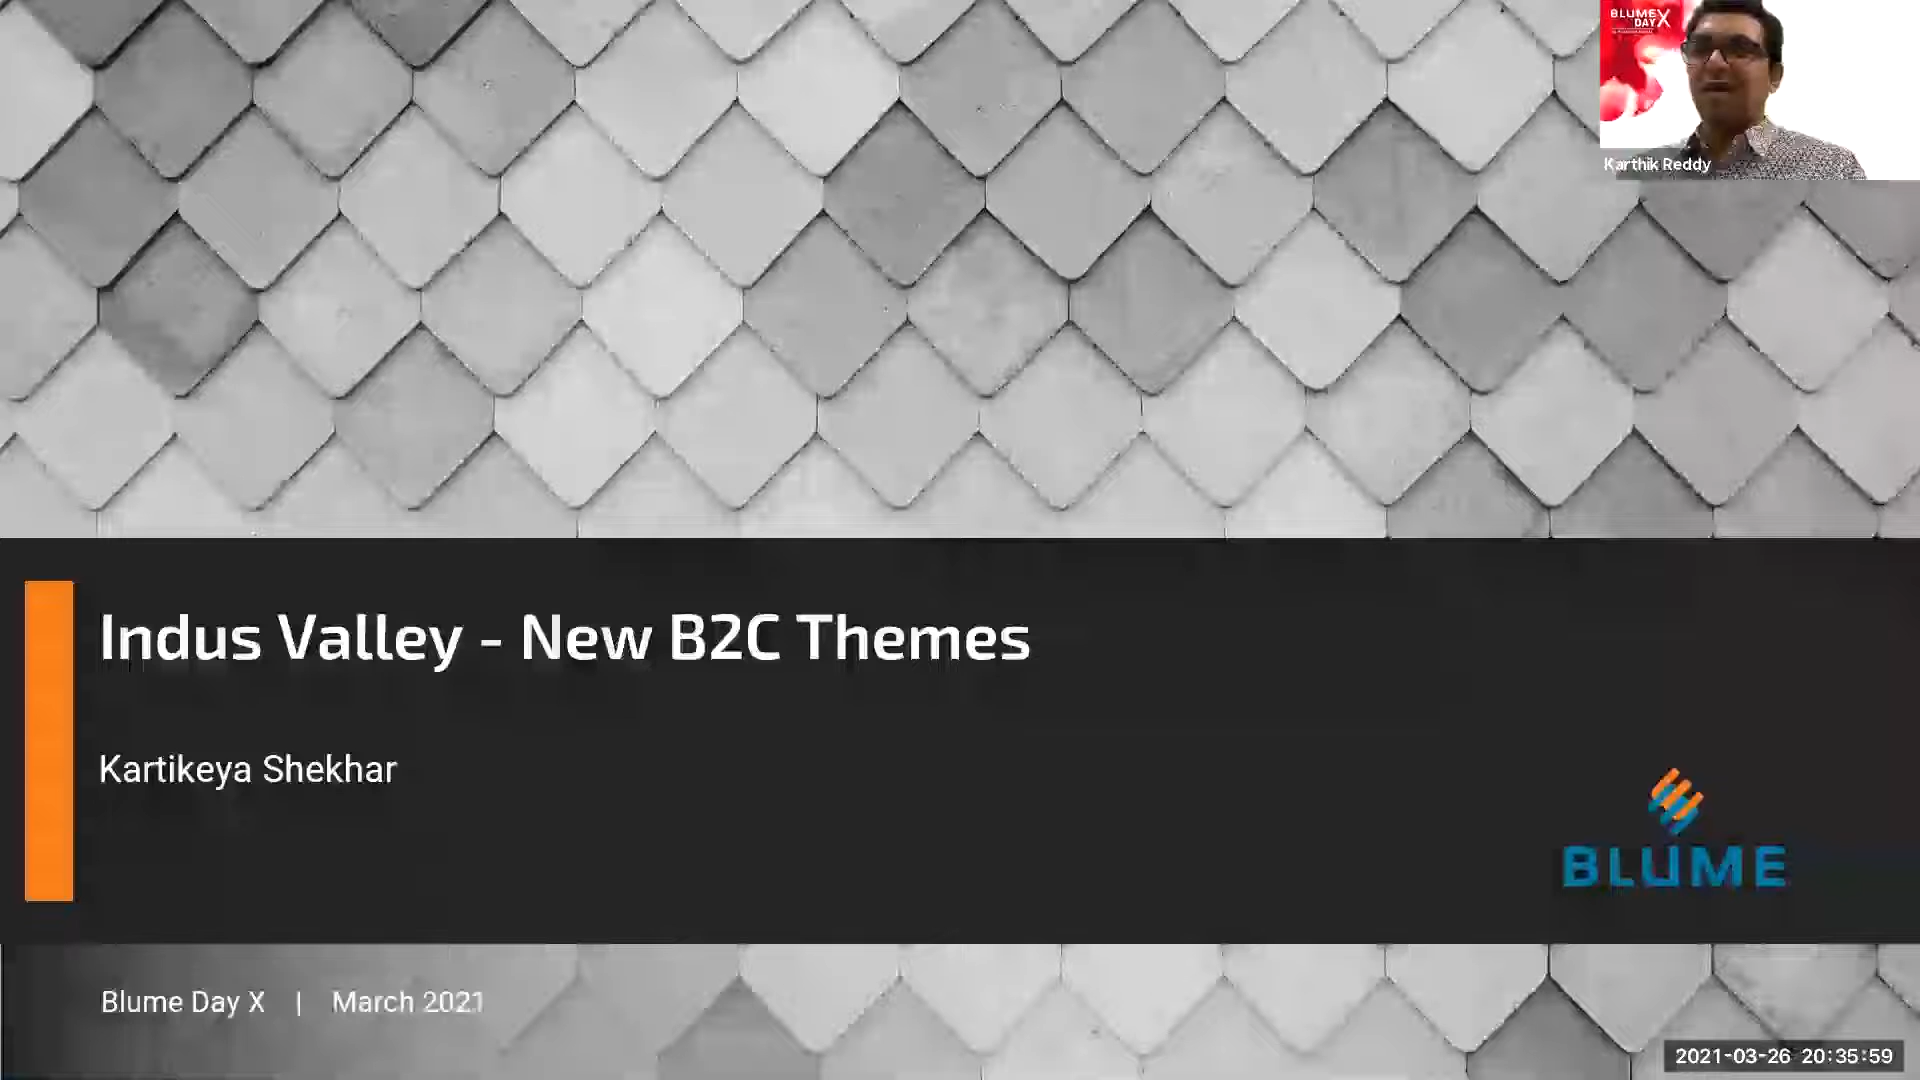 BLUME X
DAY
Karthik Reddy
Indus Valley - New B2C Themes
Kartikeya Shekhar
BLUME
Blume Day X | March 2021
2021-03-26 20:35:59